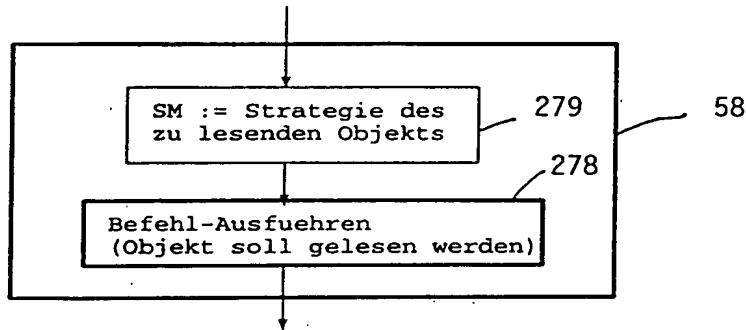 SM := Strategie des
zu lesenden Objekts
279
58
278
Befehl-Ausfuehren
(Objekt soll gelesen werden)